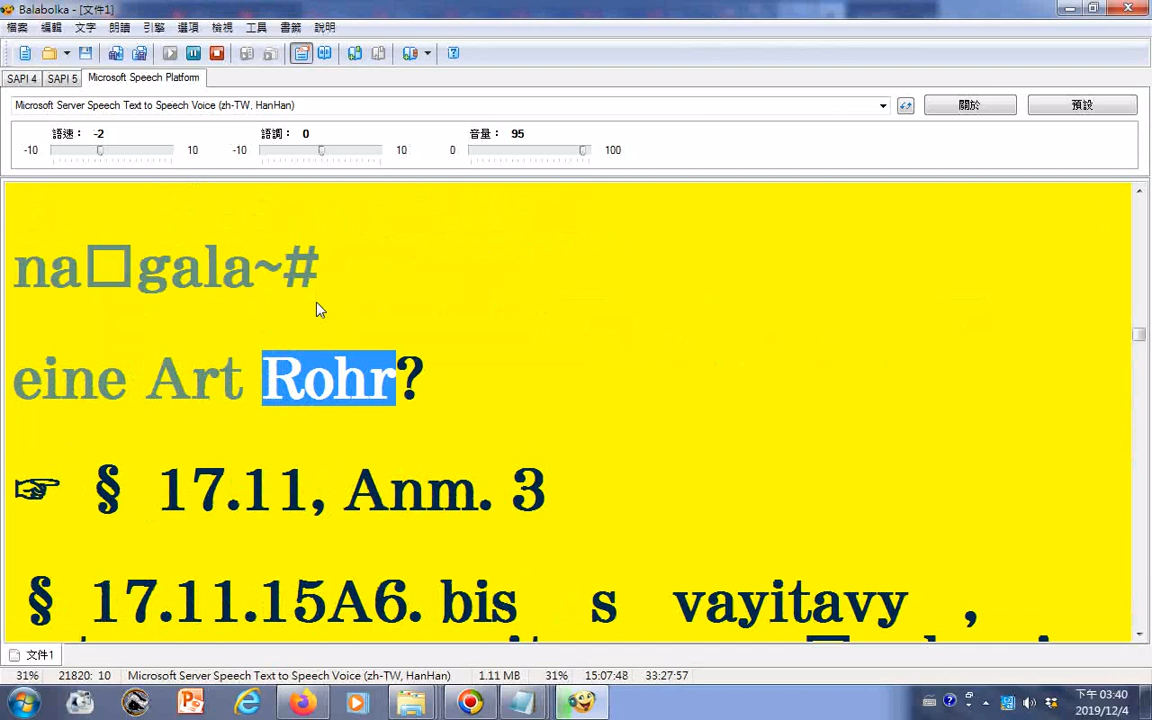 Balabolka - [文件1]
檔案 編輯 文字 朗讀 引擎 選項 檢視 工具 書籤 說明
SAPI 4 SAPI 5 Microsoft Speech Platform
Microsoft Server Speech Text to Speech Voice (zh-TW, HanHan) 關於 預設
語速： -2 語調： 0 音量： 95
-10 10 -10 10 0 100
na□gala~#
eine Art Rohr?
☞ § 17.11, Anm. 3
§ 17.11.15A6. bis s vayitavy ,
文件1
31% 21820: 10 Microsoft Server Speech Text to Speech Voice (zh-TW, HanHan) 1.11 MB 31% 15:07:48 33:27:57
下午 03:40
2019/12/4